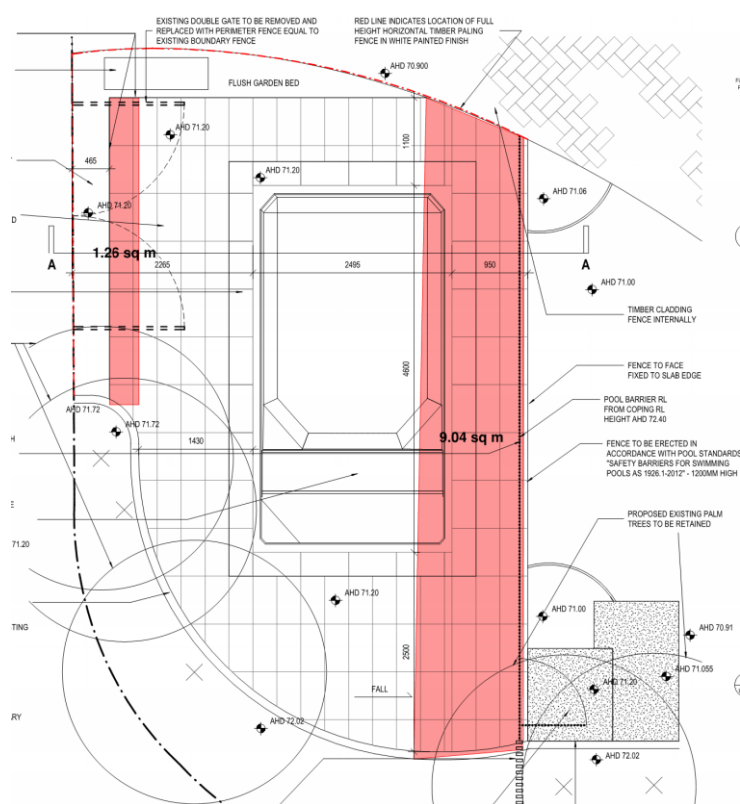 EXISTING DOUBLE GATE TO BE REMOVED AND
REPLACED WITH PERIMETER FENCE EQUAL TO
EXISTING BOUNDARY FENCE
RED LINE INDICATES LOCATION OF FULL
HEIGHT HORIZONTAL TIMBER PALING
FENCE IN WHITE PAINTED FINISH
AHD 70.900
FLUSH GARDEN BED
AHD 71.20
1100
465
AHD 71.20
AHD 71.06
AHD 71.20
1.26 sq m
A
2265
2495
950
A
AHD 71.00
TIMBER CLADDING
FENCE INTERNALLY
4600
FENCE TO FACE
FIXED TO SLAB EDGE
POOL BARRIER RL
FROM COPING RL
HEIGHT AHD 72.40
AHD 71.72
AHD 71.72
1430
9.04 sq m
FENCE TO BE ERECTED IN
ACCORDANCE WITH POOL STANDARDS
"SAFETY BARRIERS FOR SWIMMING
POOLS AS 1926.1-2012" - 1200MM HIGH
PROPOSED EXISTING PALM
TREES TO BE RETAINED
71.20
AHD 71.20
AHD 71.00
TING
AHD 70.91
2500
AHD 71.055
AHD 71.20
FALL
RY
AHD 72.02
AHD 72.02